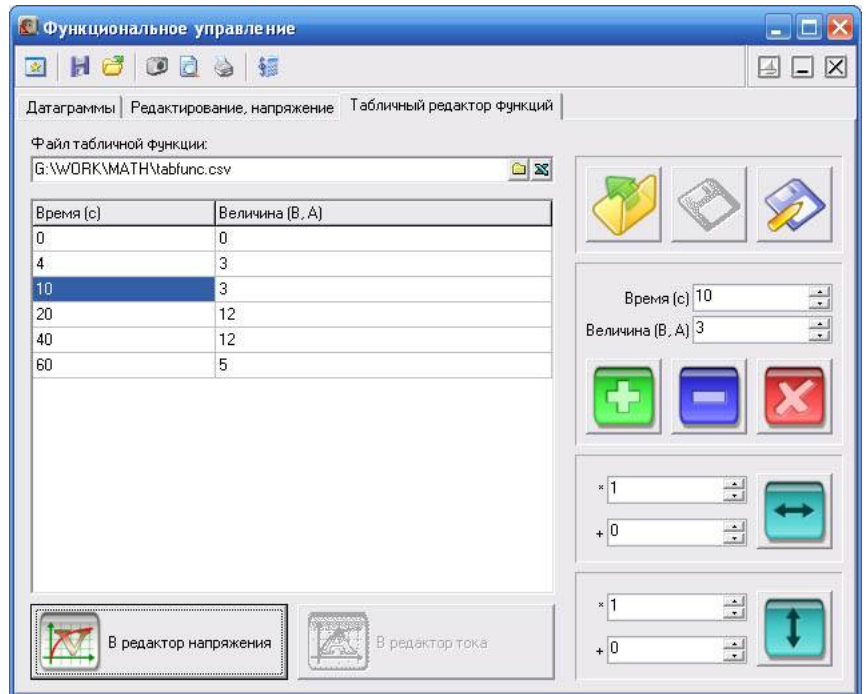 Функциональное управление
Датаграммы Редактирование, напряжение Табличный редактор функций
Файл табличной функции:
G:\WORK\MATH\tabfunc.csv
Время (с) Величина (В, А)
0 0
4 3
10 3
20 12
40 12
60 5
Время (с) 10
Величина (В, А) 3
× 1
+ 0
× 1
+ 0
В редактор напряжения В редактор тока